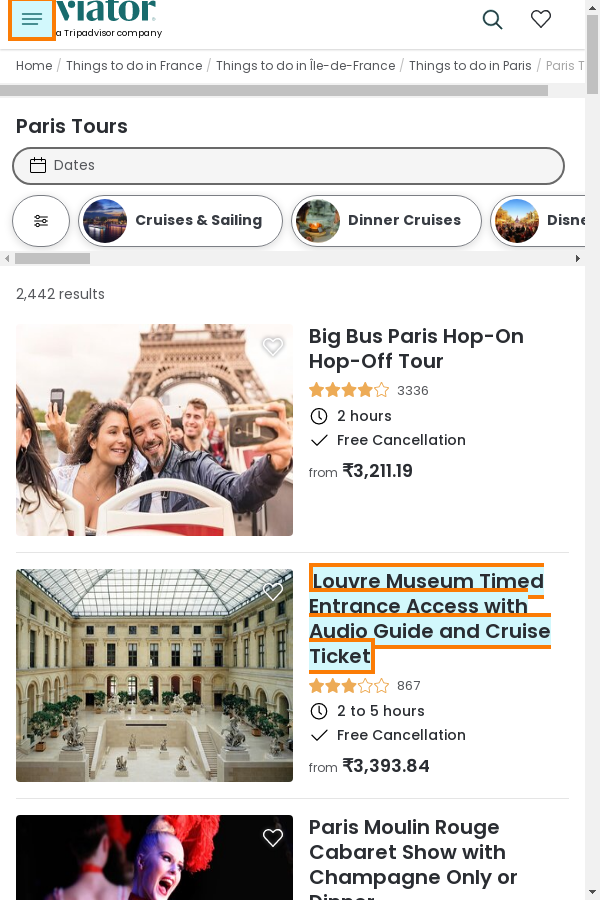 viator
a Tripadvisor company
Home / Things to do in France / Things to do in Île-de-France / Things to do in Paris / Paris T
Paris Tours
Dates
Cruises & Sailing
Dinner Cruises
Disne
2,442 results
Big Bus Paris Hop-On
Hop-Off Tour
3336
2 hours
Free Cancellation
from ₹3,211.19
Louvre Museum Timed
Entrance Access with
Audio Guide and Cruise
Ticket
867
2 to 5 hours
Free Cancellation
from ₹3,393.84
Paris Moulin Rouge
Cabaret Show with
Champagne Only or
Dinner